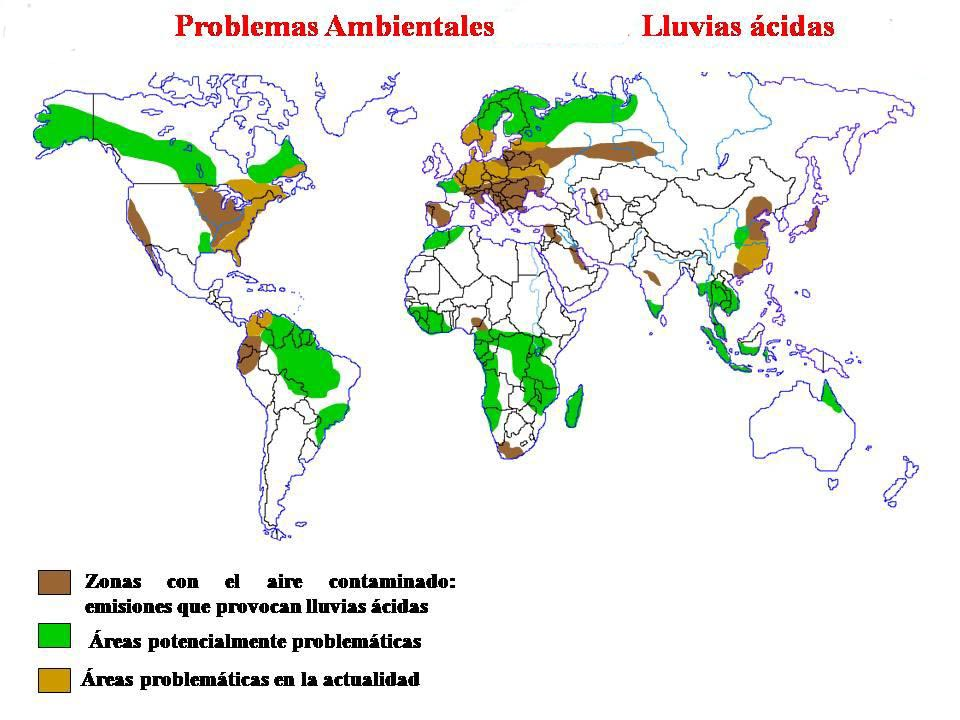 Problemas Ambientales Lluvias ácidas
Zonas con el aire contaminado:
emisiones que provocan lluvias ácidas
Áreas potencialmente problemáticas
Áreas problemáticas en la actualidad